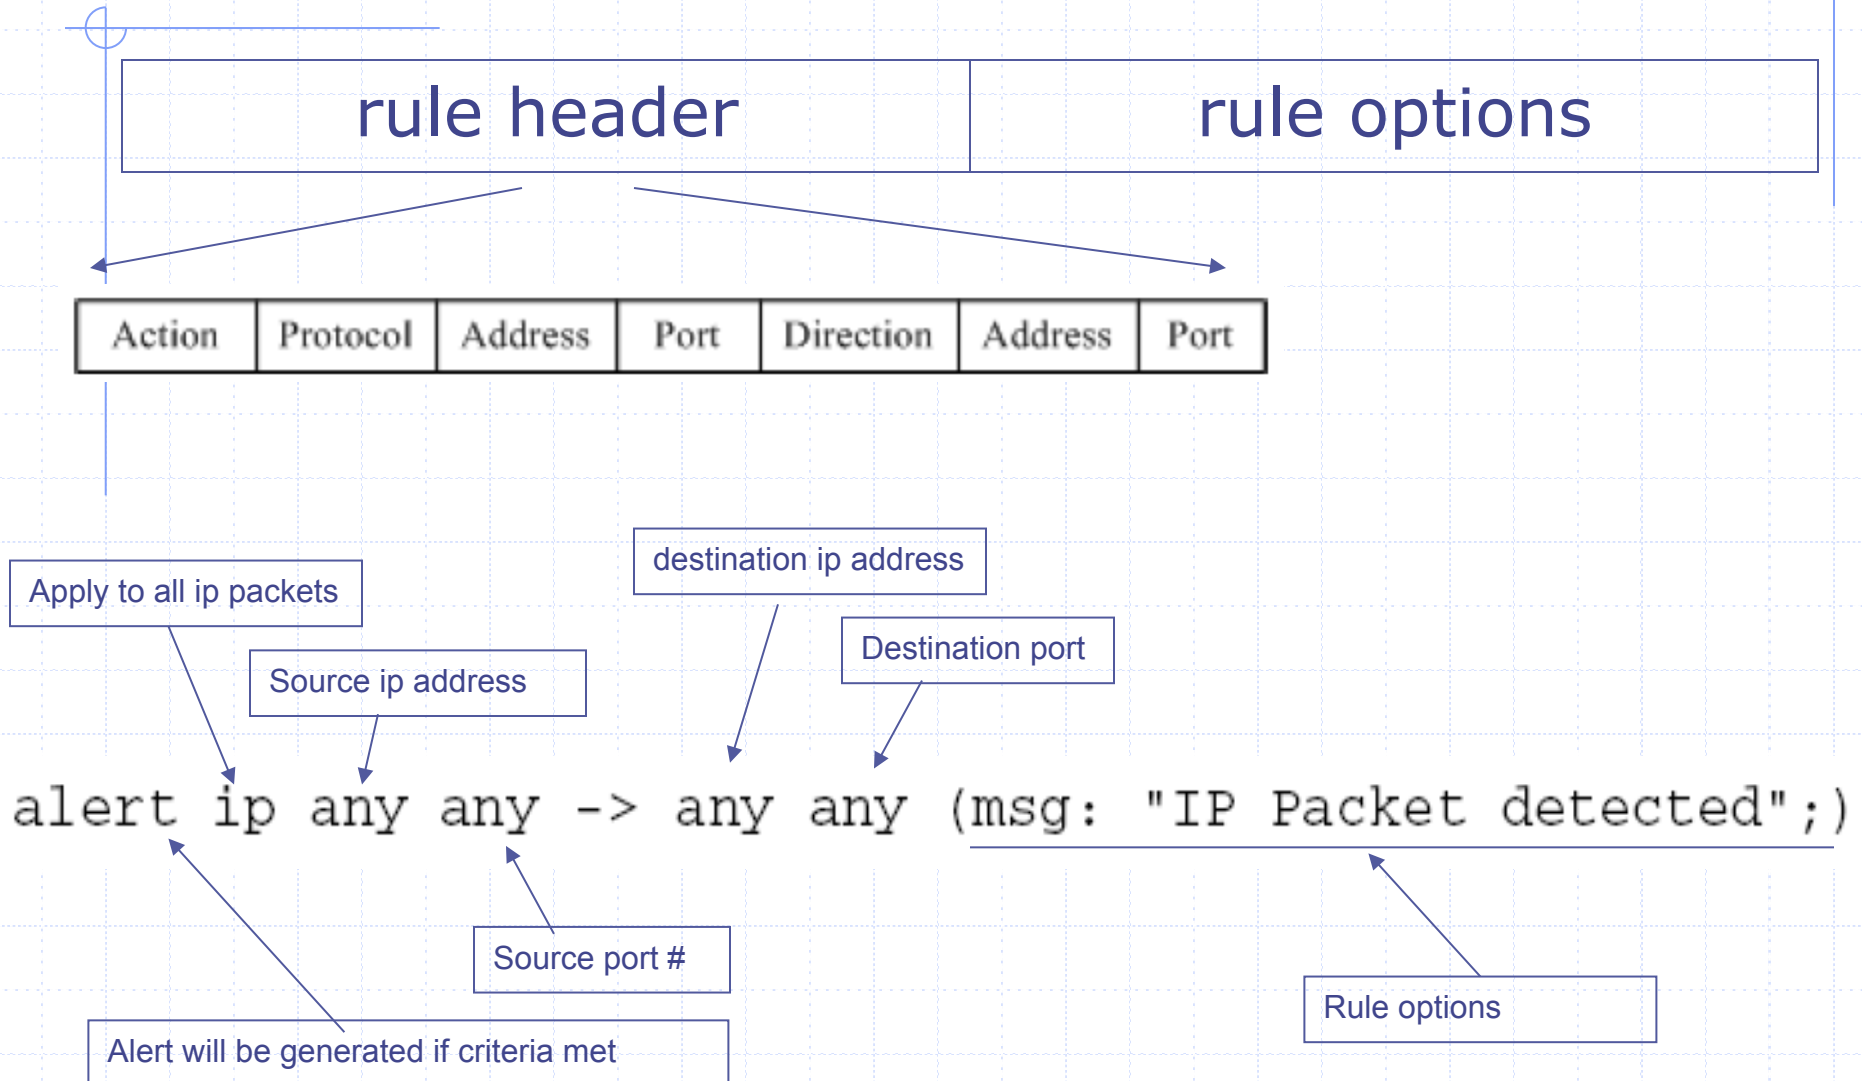 rule header rule options
Action Protocol Address Port Direction Address Port
destination ip address
Apply to all ip packets
Destination port
Source ip address
alert ip any any -> any any (msg: "IP Packet detected";)
Source port #
Rule options
Alert will be generated if criteria met